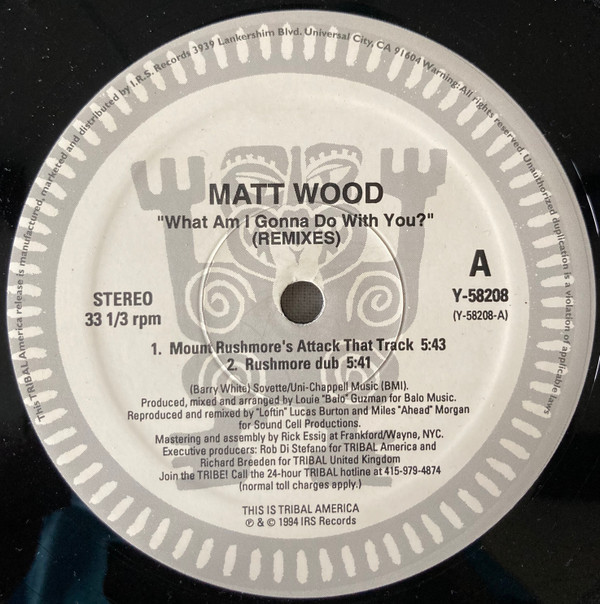 This TRIBAL America release is manufactured, marketed and distributed by I.R.S. Records 3939 Lankershim Blvd. Universal City, CA 91604 Warning: All rights reserved. Unauthorized duplication is a violation of applicable laws
MATT WOOD
"What Am I Gonna Do With You?"
(REMIXES)
A
STEREO
33 1/3 rpm
Y-58208
(Y-58208-A)
1. Mount Rushmore's Attack That Track 5:43
2. Rushmore dub 5:41
(Barry White) Sovette/Uni-Chappell Music (BMI).
Produced, mixed and arranged by Louie "Balo" Guzman for Balo Music.
Reproduced and remixed by "Loftin" Lucas Burton and Miles "Ahead" Morgan
for Sound Cell Productions.
Mastering and assembly by Rick Essig at Frankford/Wayne, NYC.
Executive producers: Rob Di Stefano for TRIBAL America and
Richard Breeden for TRIBAL United Kingdom
Join the TRIBE! Call the 24-hour TRIBAL hotline at 415-979-4874
(normal toll charges apply.)
THIS IS TRIBAL AMERICA
℗ & © 1994 IRS Records